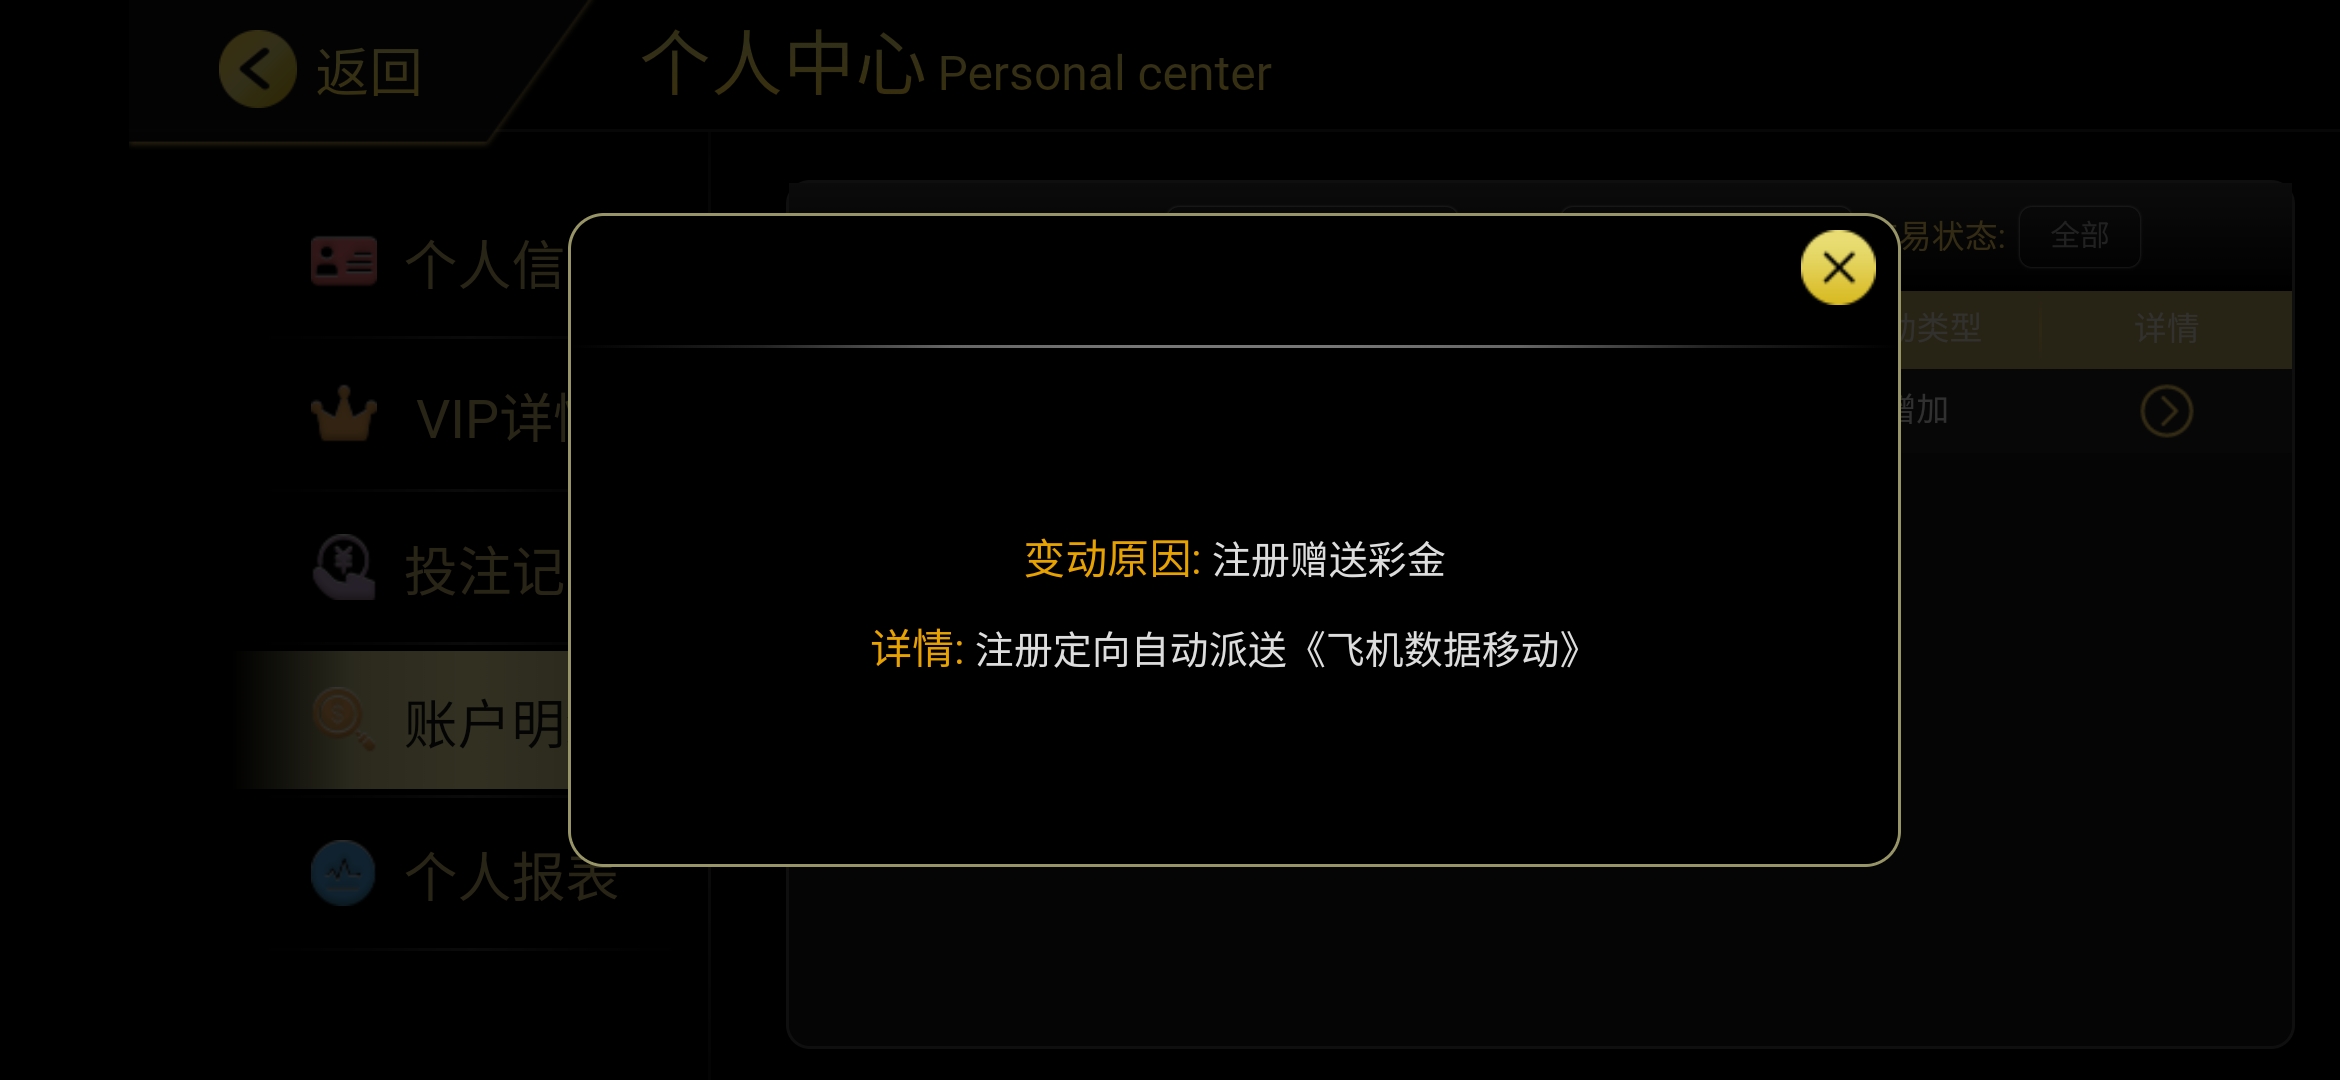 返回
个人中心 Personal center
个人信
易状态: 全部
类型 详情
VIP详
增加
投注记
变动原因: 注册赠送彩金
详情: 注册定向自动派送《飞机数据移动》
账户明
个人报表